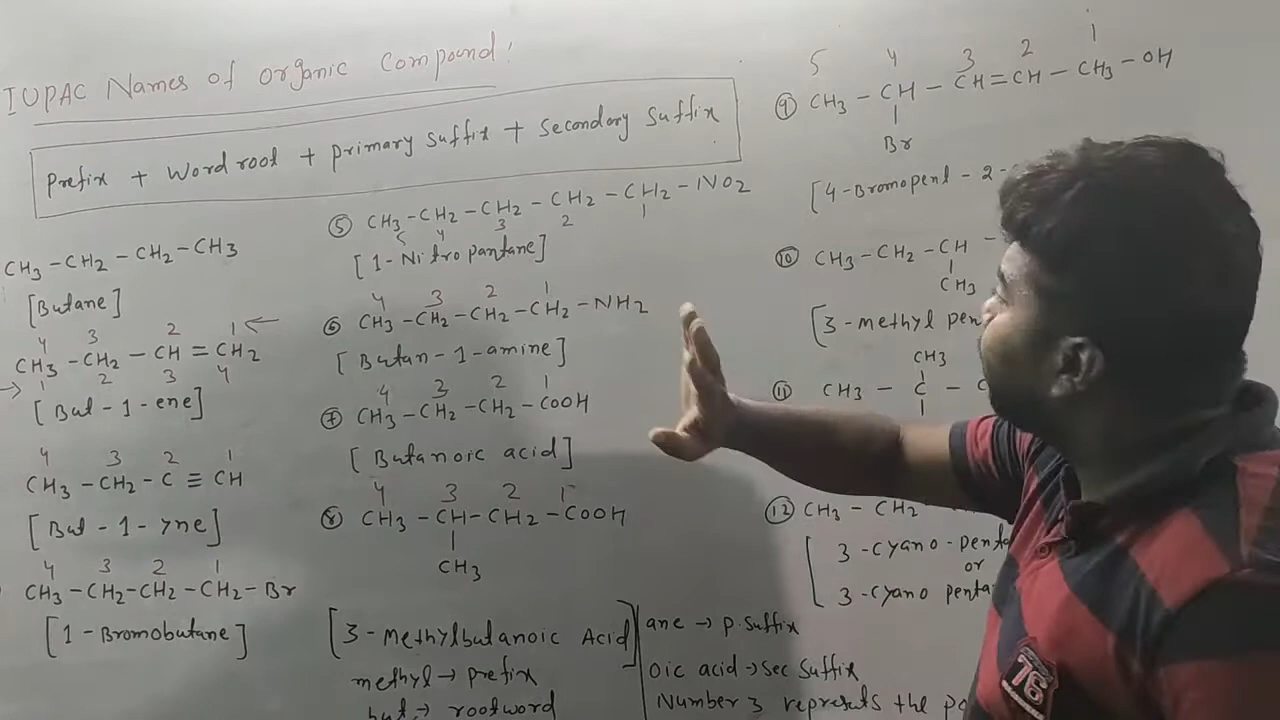 IUPAC Names of Organic Compound!
Prefix + Word root + primary suffix + Secondary Suffix
CH3 - CH2 - CH2 - CH3
[Butane]
4 3 2 1 ←
CH3 - CH2 - CH = CH2
→ 1 2 3 4
[But - 1 - ene]
4 3 2 1
CH3 - CH2 - C ≡ CH
[But - 1 - yne]
4 3 2 1
CH3 - CH2 - CH2 - CH2 - Br
[1 - Bromobutane]
⑤ CH3 - CH2 - CH2 - CH2 - CH2 - NO2
5 4 3 2 1
[1 - Nitropantane]
4 3 2 1
⑥ CH3 - CH2 - CH2 - CH2 - NH2
[Butan - 1 - amine]
4 3 2 1
⑦ CH3 - CH2 - CH2 - COOH
[Butanoic acid]
4 3 2 1
⑧ CH3 - CH - CH2 - COOH
|
CH3
[3 - Methylbutanoic Acid]
methyl → prefix
but → rootword
ane → p. suffix
oic acid → Sec Suffix
Number 3 represents the
5 4 3 2 1
⑨ CH3 - CH - CH = CH - CH3 - OH
|
Br
[4 - Bromopent - 2 -
⑩ CH3 - CH2 - CH -
|
CH3
[3 - methyl pen
CH3
|
⑪ CH3 - C - C
|
⑫ CH3 - CH2
[3 - cyano - penta
or
3 - cyano penta
76